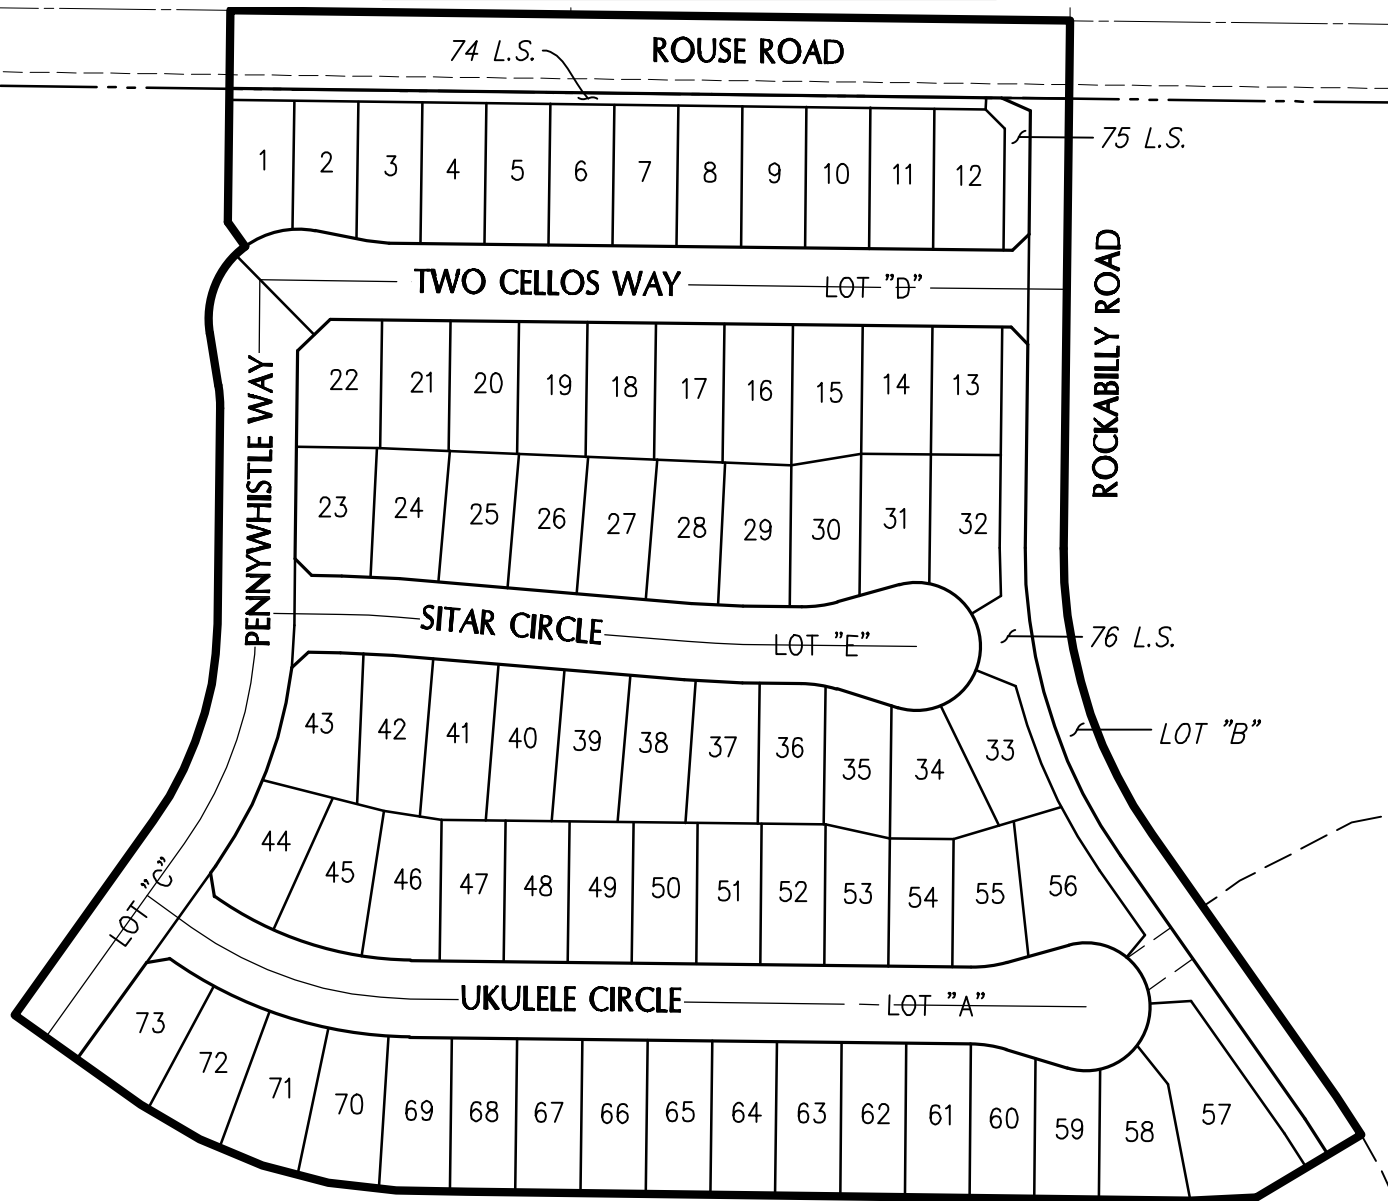 74 L.S.
ROUSE ROAD
75 L.S.
1 2 3 4 5 6 7 8 9 10 11 12
TWO CELLOS WAY
LOT "D"
ROCKABILLY ROAD
PENNYWHISTLE WAY
22 21 20 19 18 17 16 15 14 13
23 24 25 26 27 28 29 30 31 32
SITAR CIRCLE
LOT "E"
76 L.S.
LOT "B"
43 42 41 40 39 38 37 36 35 34 33
44 45 46 47 48 49 50 51 52 53 54 55 56
LOT "C"
UKULELE CIRCLE
LOT "A"
73 72 71 70 69 68 67 66 65 64 63 62 61 60 59 58 57